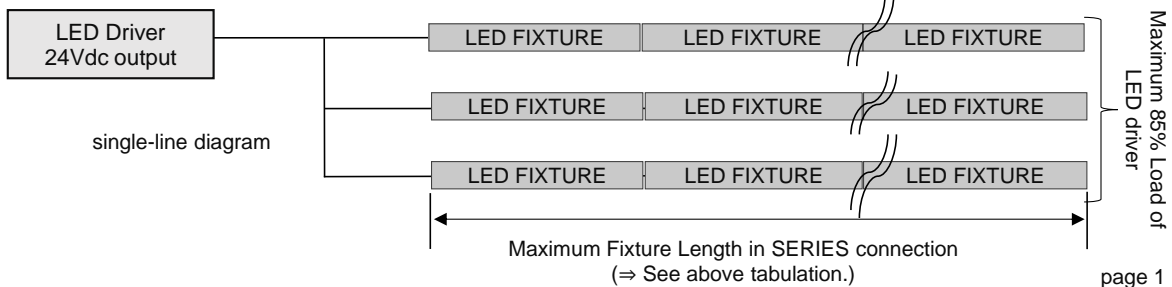 LED Driver
24Vdc output
LED FIXTURE LED FIXTURE LED FIXTURE
LED FIXTURE LED FIXTURE LED FIXTURE
single-line diagram
LED FIXTURE LED FIXTURE LED FIXTURE
Maximum 85% Load of
LED driver
Maximum Fixture Length in SERIES connection
(⇒ See above tabulation.)
page 1